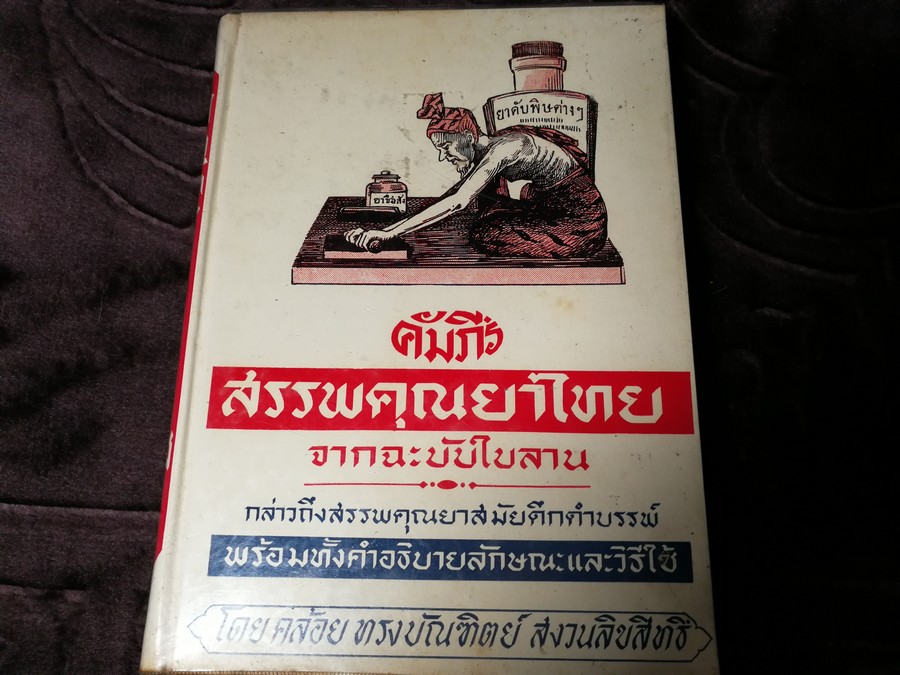 ยาดับพิษต่างๆ
คัมภีร์
สรรพคุณยาไทย
จากฉะบับใบลาน
กล่าวถึงสรรพคุณยาสมัยดึกดำบรรพ์
พร้อมทั้งคำอธิบายลักษณะและวิธีใช้
โดย คล้อย ทรงบัณฑิตย์ สงวนลิขสิทธิ์